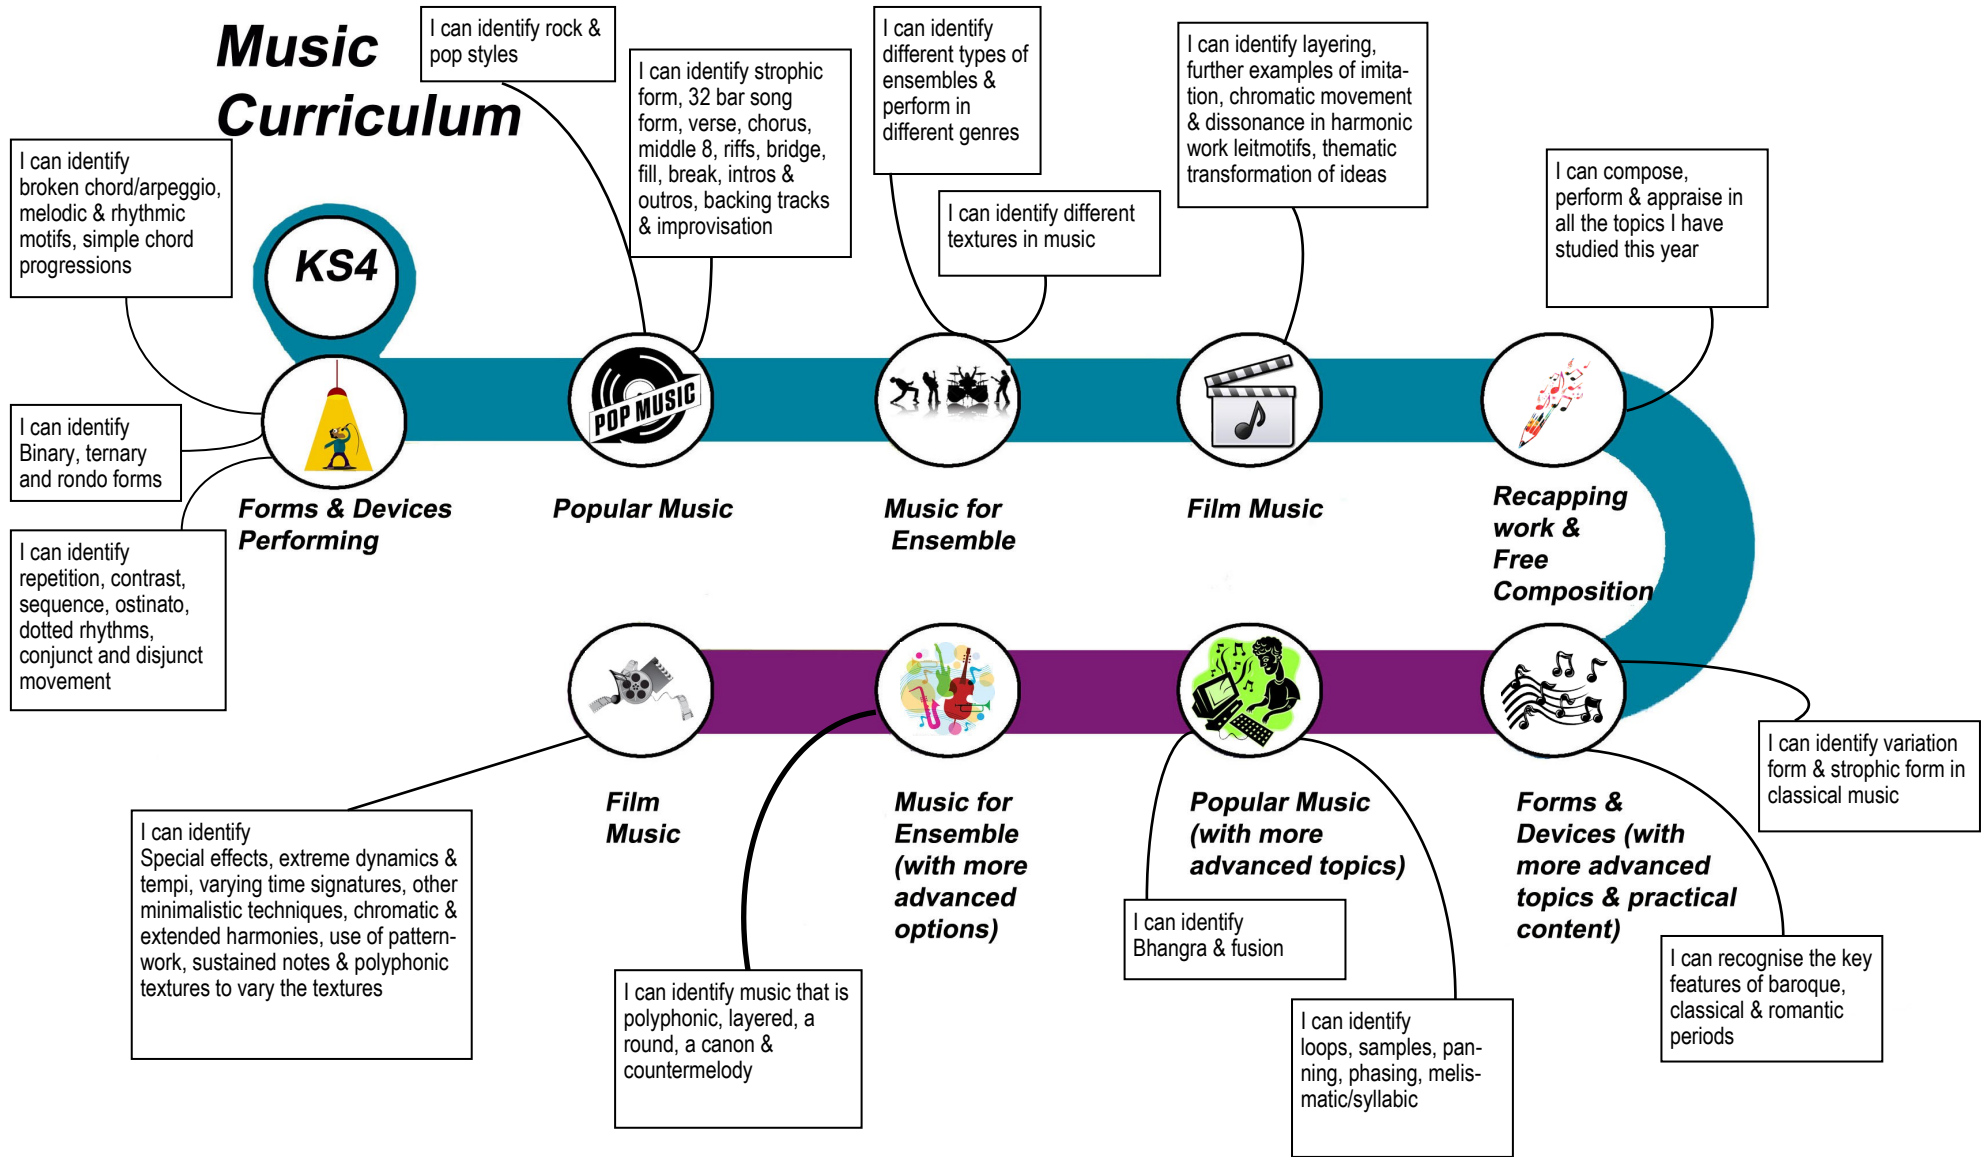 Music
Curriculum
I can identify rock &
pop styles
I can identify strophic
form, 32 bar song
form, verse, chorus,
middle 8, riffs, bridge,
fill, break, intros &
outros, backing tracks
& improvisation
I can identify
different types of
ensembles &
perform in
different genres
I can identify different
textures in music
I can identify layering,
further examples of imita-
tion, chromatic movement
& dissonance in harmonic
work leitmotifs, thematic
transformation of ideas
I can compose,
perform & appraise in
all the topics I have
studied this year
I can identify
broken chord/arpeggio,
melodic & rhythmic
motifs, simple chord
progressions
KS4
I can identify
Binary, ternary
and rondo forms
I can identify
repetition, contrast,
sequence, ostinato,
dotted rhythms,
conjunct and disjunct
movement
POP MUSIC
Forms & Devices
Performing
Popular Music
Music for
Ensemble
Film Music
Recapping
work &
Free
Composition
Film
Music
Music for
Ensemble
(with more
advanced
options)
Popular Music
(with more
advanced topics)
Forms &
Devices (with
more advanced
topics & practical
content)
I can identify variation
form & strophic form in
classical music
I can identify
Special effects, extreme dynamics &
tempi, varying time signatures, other
minimalistic techniques, chromatic &
extended harmonies, use of pattern-
work, sustained notes & polyphonic
textures to vary the textures
I can identify music that is
polyphonic, layered, a
round, a canon &
countermelody
I can identify
Bhangra & fusion
I can identify
loops, samples, pan-
ning, phasing, melis-
matic/syllabic
I can recognise the key
features of baroque,
classical & romantic
periods